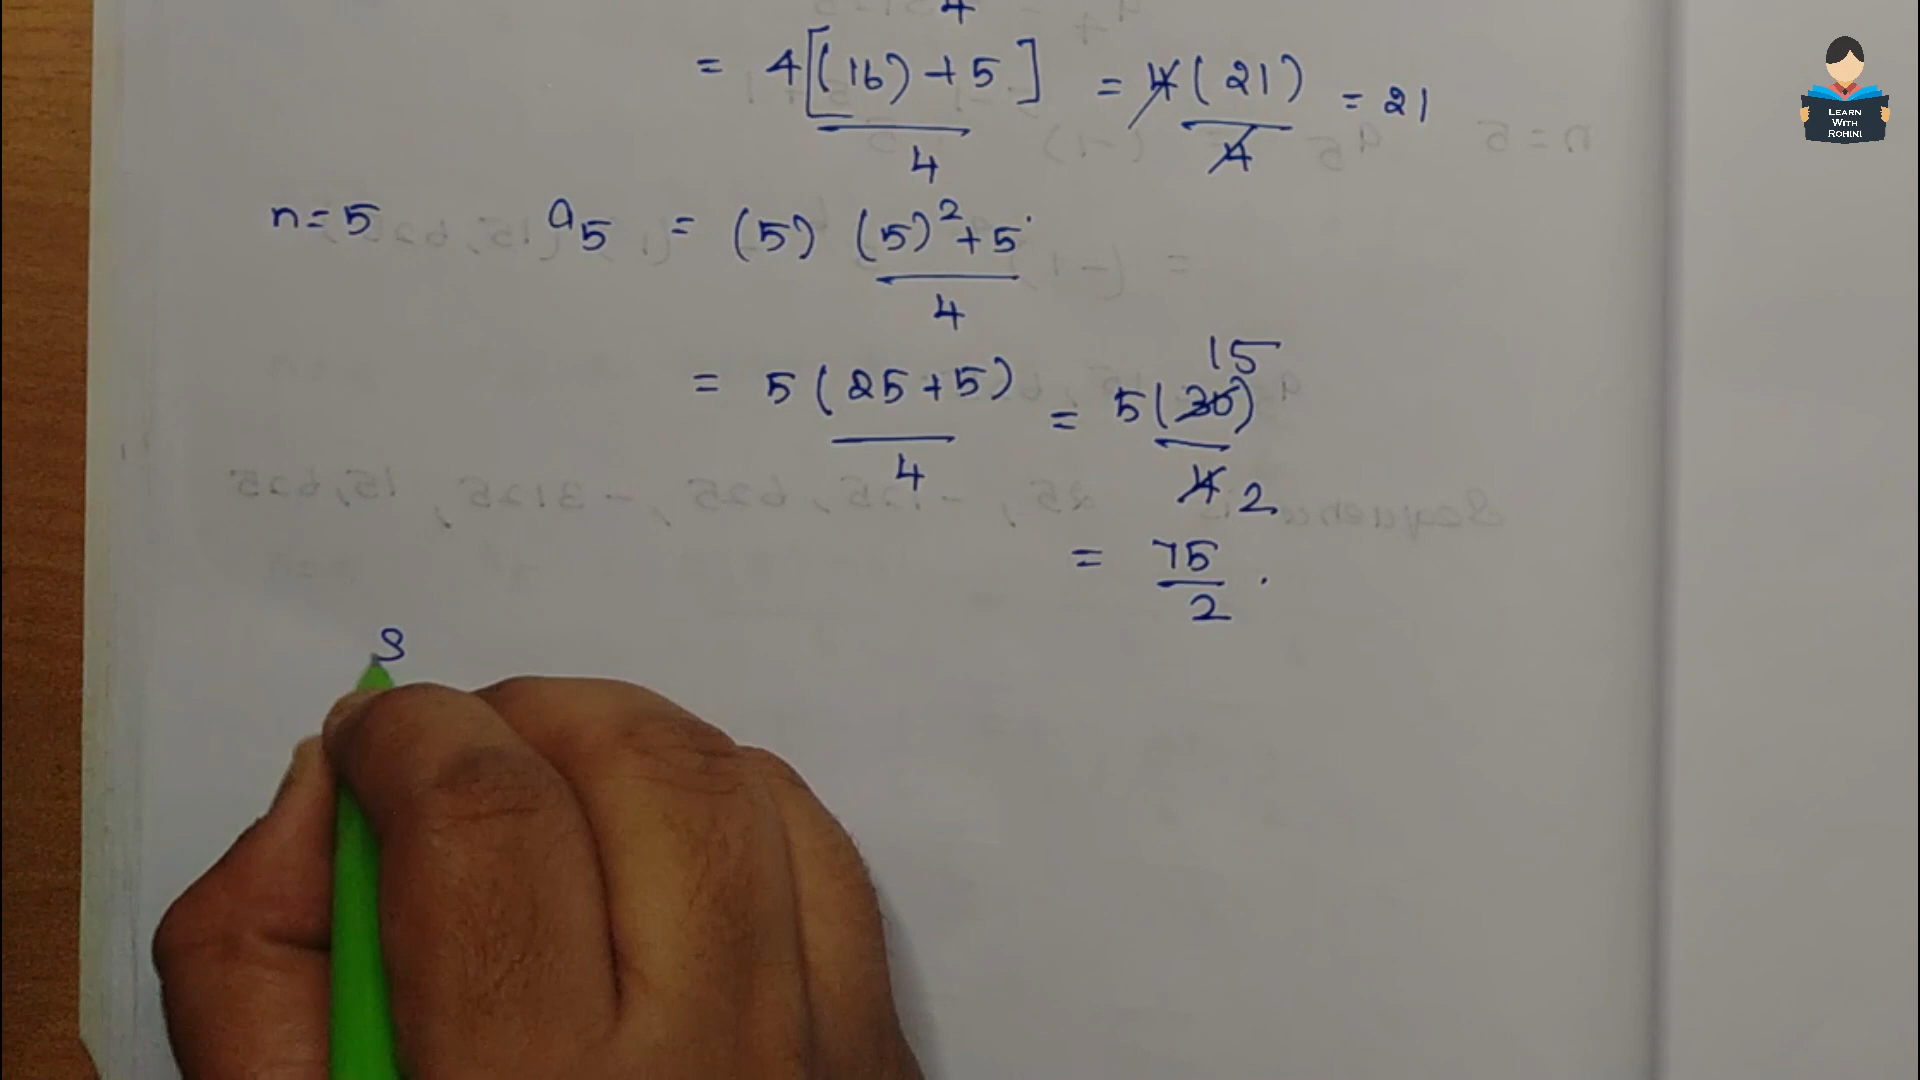 4
= 4[(16)+5] / 4 = 4(21) / 4 = 21
n=5 a5 = (5) (5)²+5 / 4
= 5(25+5) / 4 = 5(30) 15 / 4 2
= 75 / 2 .
S
LEARN
WITH
ROHINI